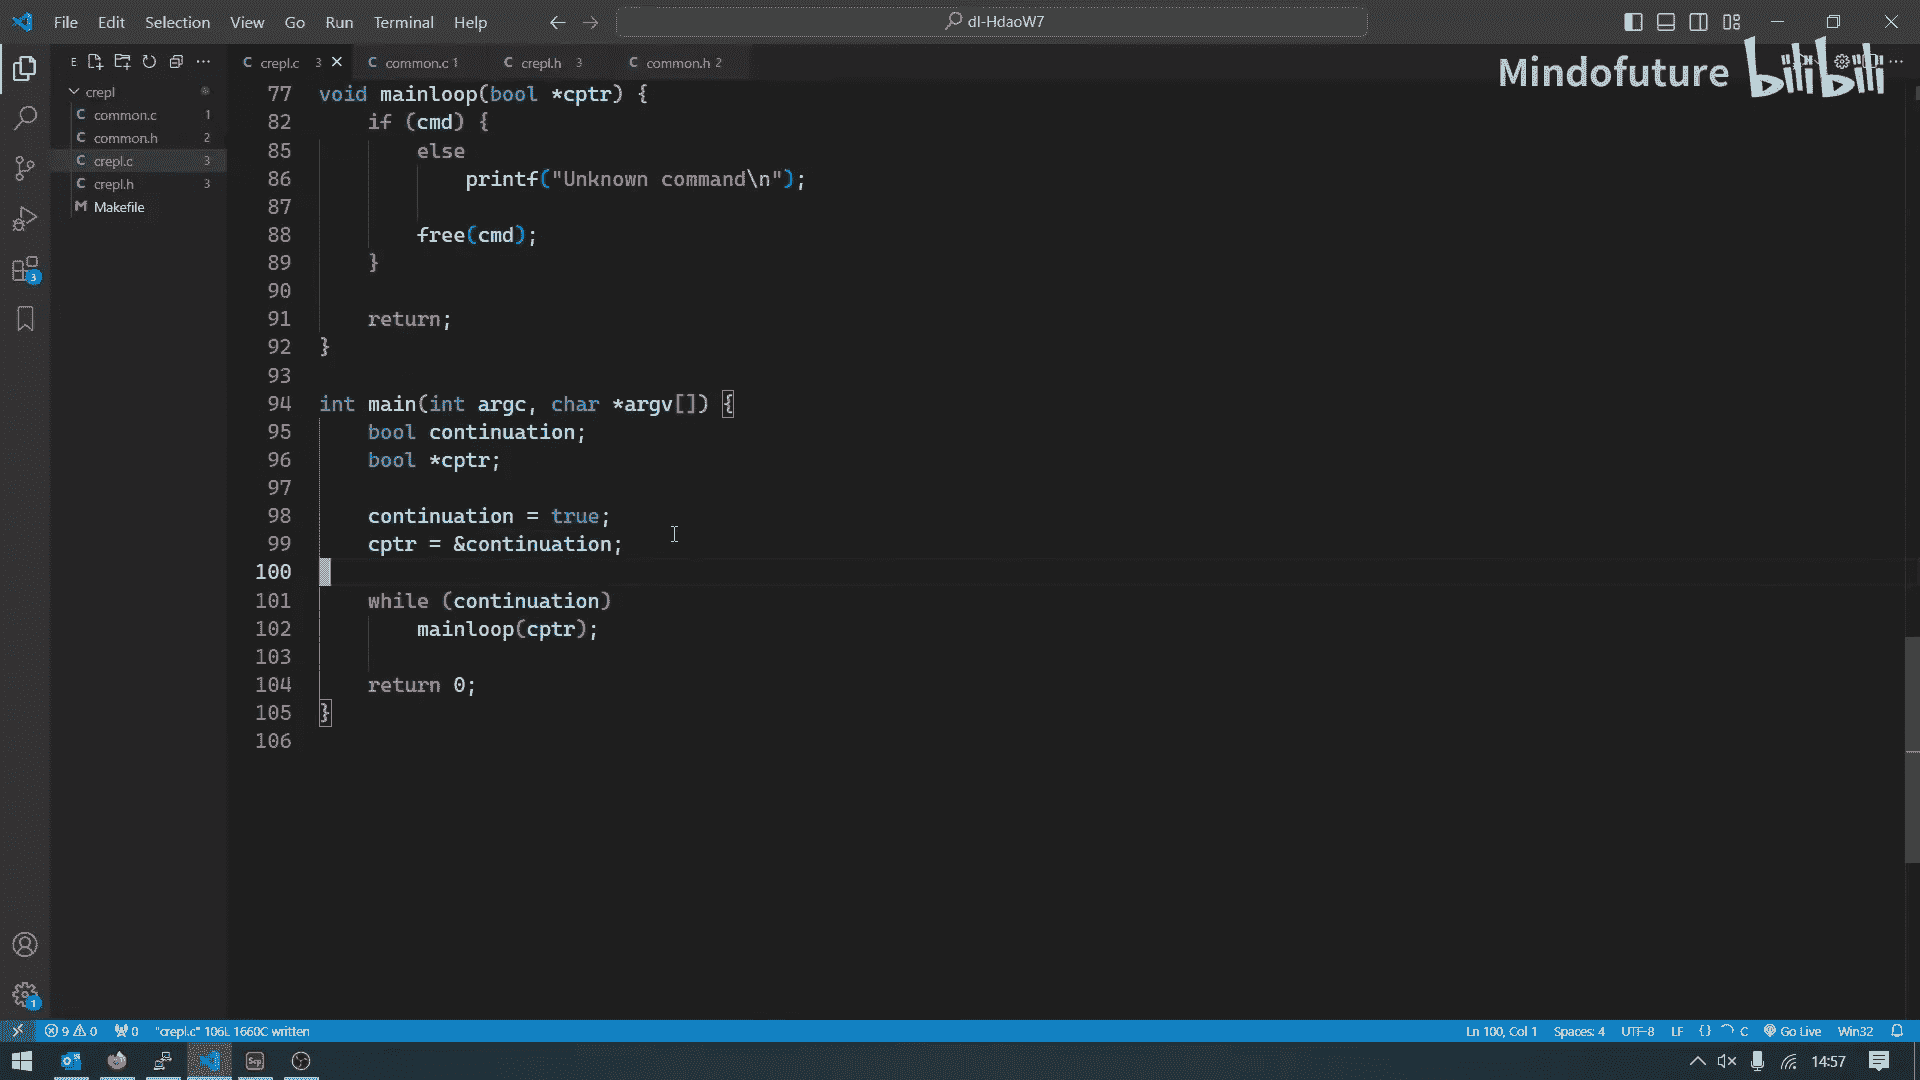 File Edit Selection View Go Run Terminal Help
dl-HdaoW7
E
crepl.c 3
common.c 1
crepl.h 3
common.h 2
Mindofuture bilibili
crepl
common.c 1
common.h 2
crepl.c 3
crepl.h 3
Makefile
77 void mainloop(bool *cptr) {
82 if (cmd) {
85 else
86 printf("Unknown command\n");
87
88 free(cmd);
89 }
90
91 return;
92 }
93
94 int main(int argc, char *argv[]) {
95 bool continuation;
96 bool *cptr;
97
98 continuation = true;
99 cptr = &continuation;
100
101 while (continuation)
102 mainloop(cptr);
103
104 return 0;
105 }
106
3
1
9 0 0 "crepl.c" 106L 1660C written
Ln 100, Col 1 Spaces: 4 UTF-8 LF {} C Go Live Win32
14:57